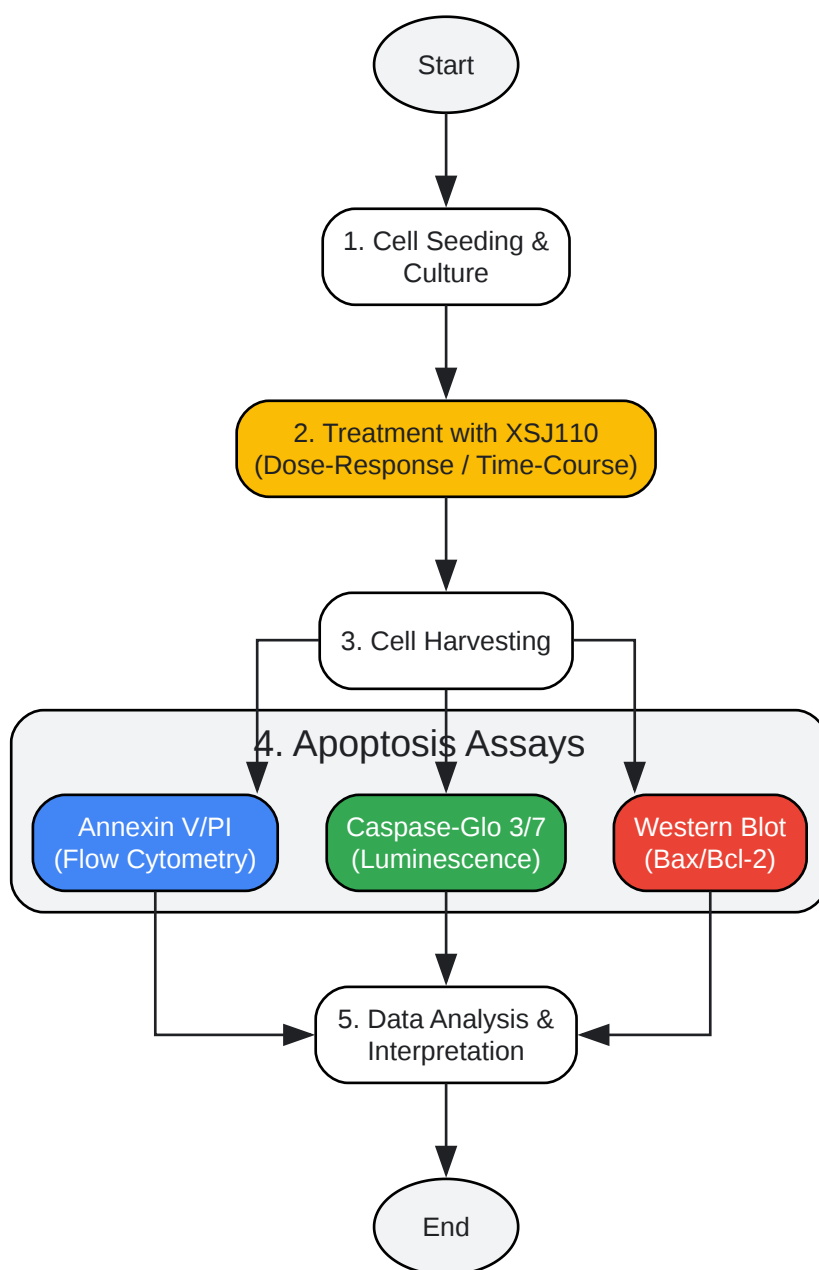 Start
1. Cell Seeding &
Culture
2. Treatment with XSJ110
(Dose-Response / Time-Course)
3. Cell Harvesting
4. Apoptosis Assays
Annexin V/PI
(Flow Cytometry)
Caspase-Glo 3/7
(Luminescence)
Western Blot
(Bax/Bcl-2)
5. Data Analysis &
Interpretation
End